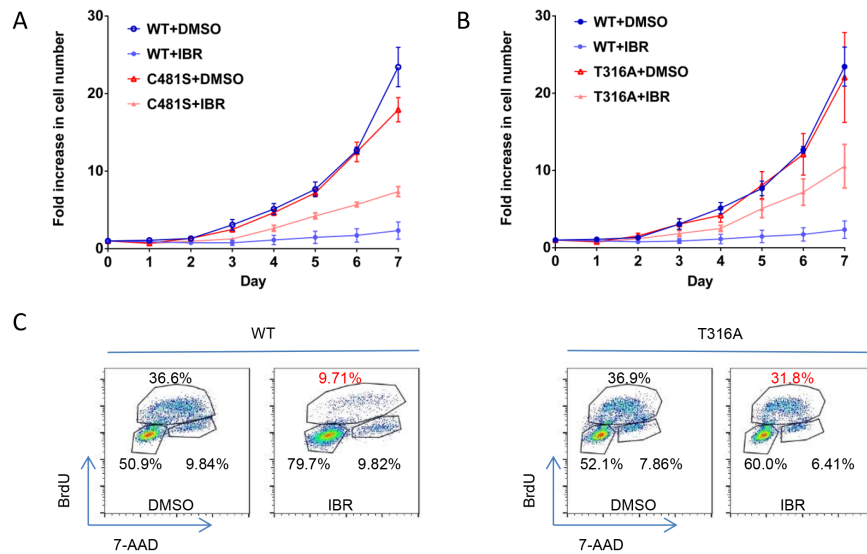 A
30
20
10
0
Fold increase in cell number
WT+DMSO
WT+IBR
C481S+DMSO
C481S+IBR
0 1 2 3 4 5 6 7
Day
B
30
20
10
0
Fold increase in cell number
WT+DMSO
WT+IBR
T316A+DMSO
T316A+IBR
0 1 2 3 4 5 6 7
Day
C
WT
36.6%
9.71%
50.9%
9.84%
79.7%
9.82%
DMSO
IBR
BrdU
7-AAD
T316A
36.9%
31.8%
52.1%
7.86%
60.0%
6.41%
DMSO
IBR
BrdU
7-AAD